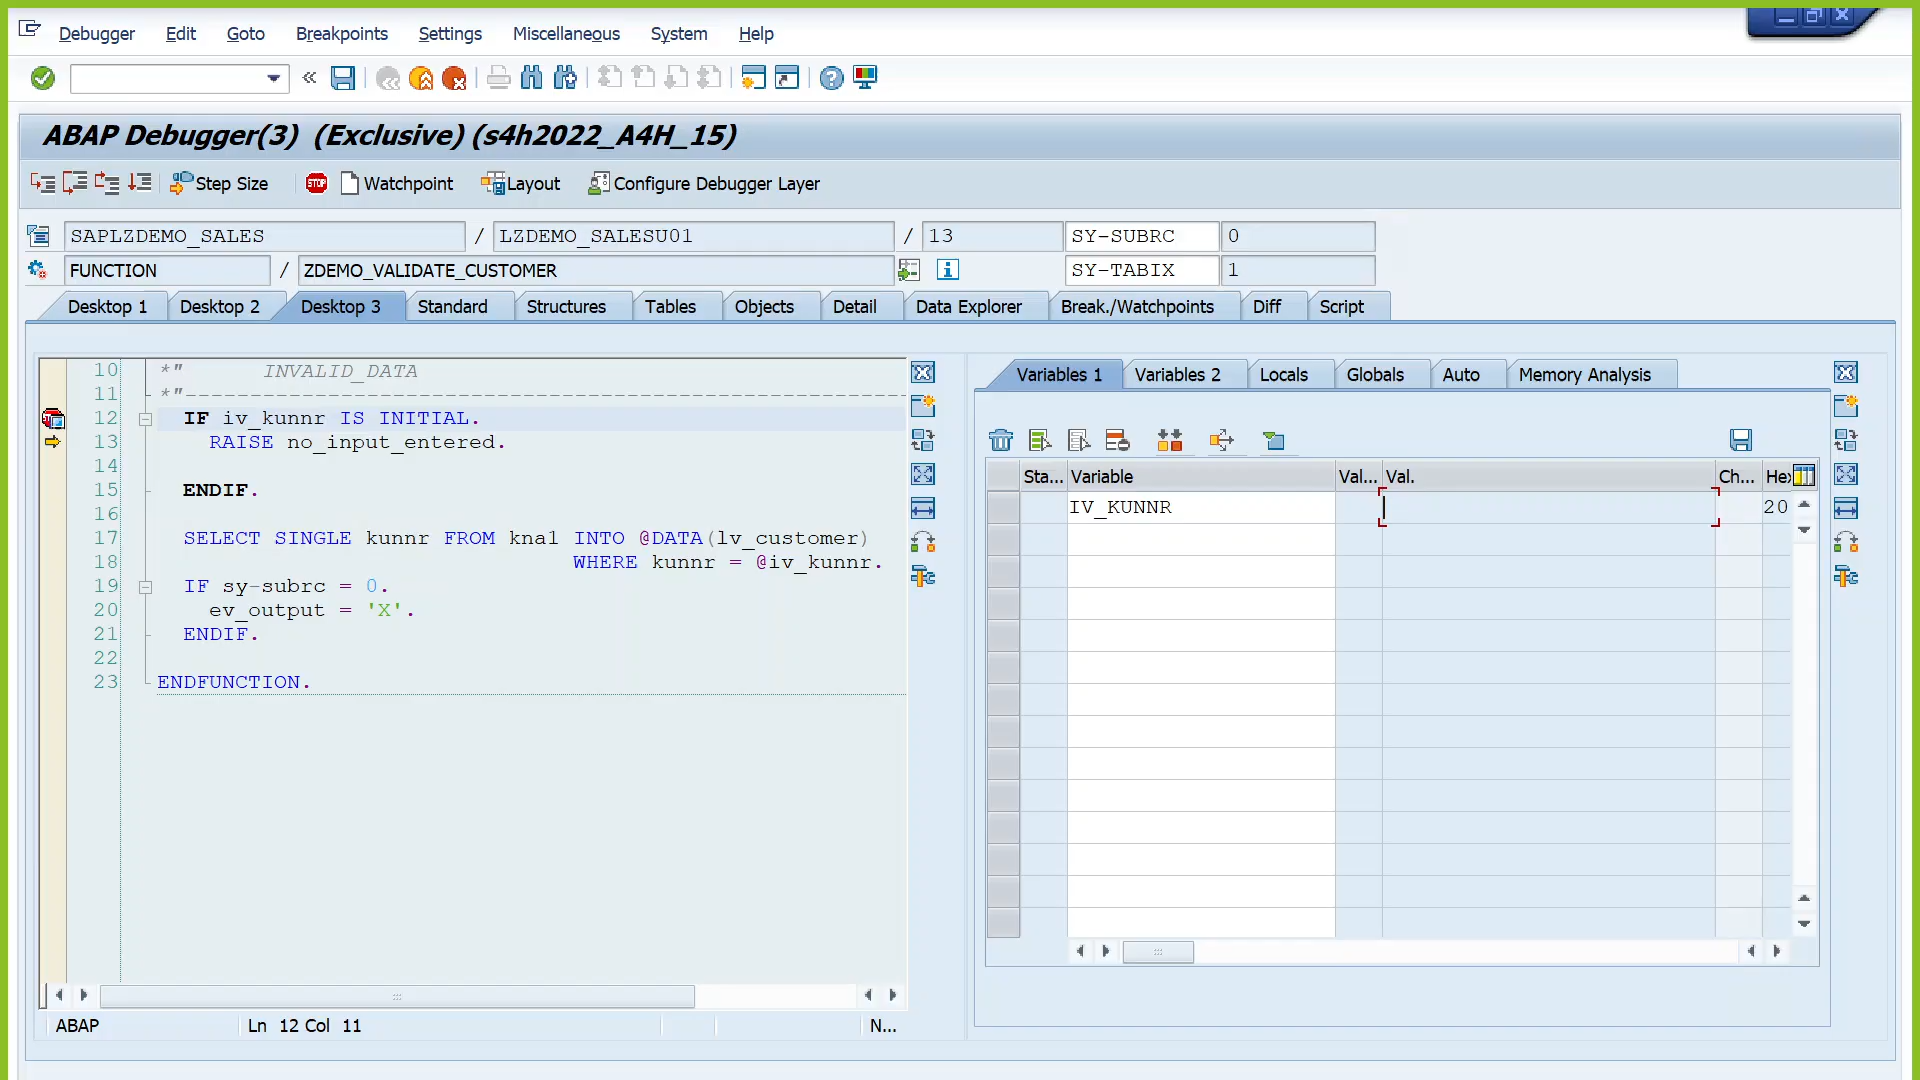 Debugger Edit Goto Breakpoints Settings Miscellaneous System Help
ABAP Debugger(3) (Exclusive) (s4h2022_A4H_15)
Step Size STOP Watchpoint Layout Configure Debugger Layer
SAPLZDEMO_SALES / LZDEMO_SALESU01 / 13 SY-SUBRC 0
FUNCTION / ZDEMO_VALIDATE_CUSTOMER SY-TABIX 1
Desktop 1 Desktop 2 Desktop 3 Standard Structures Tables Objects Detail Data Explorer Break./Watchpoints Diff Script
10 *" INVALID_DATA
11 *"--------------------------------------------------------
12 IF iv_kunnr IS INITIAL.
13 RAISE no_input_entered.
14
15 ENDIF.
16
17 SELECT SINGLE kunnr FROM kna1 INTO @DATA(lv_customer)
18 WHERE kunnr = @iv_kunnr.
19 IF sy-subrc = 0.
20 ev_output = 'X'.
21 ENDIF.
22
23 ENDFUNCTION.
ABAP Ln 12 Col 11 N...
Variables 1 Variables 2 Locals Globals Auto Memory Analysis
Sta... Variable Val... Val. Ch... Hex
IV_KUNNR 20